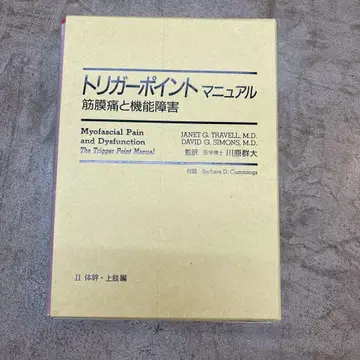 トリガーポイント マニュアル
筋膜痛と機能障害
Myofascial Pain
and Dysfunction
The Trigger Point Manual
JANET G. TRAVELL, M.D.
DAVID G. SIMONS, M.D.
監訳 医学博士 川原群大
Barbara D. Cummings
II 体幹・上肢編